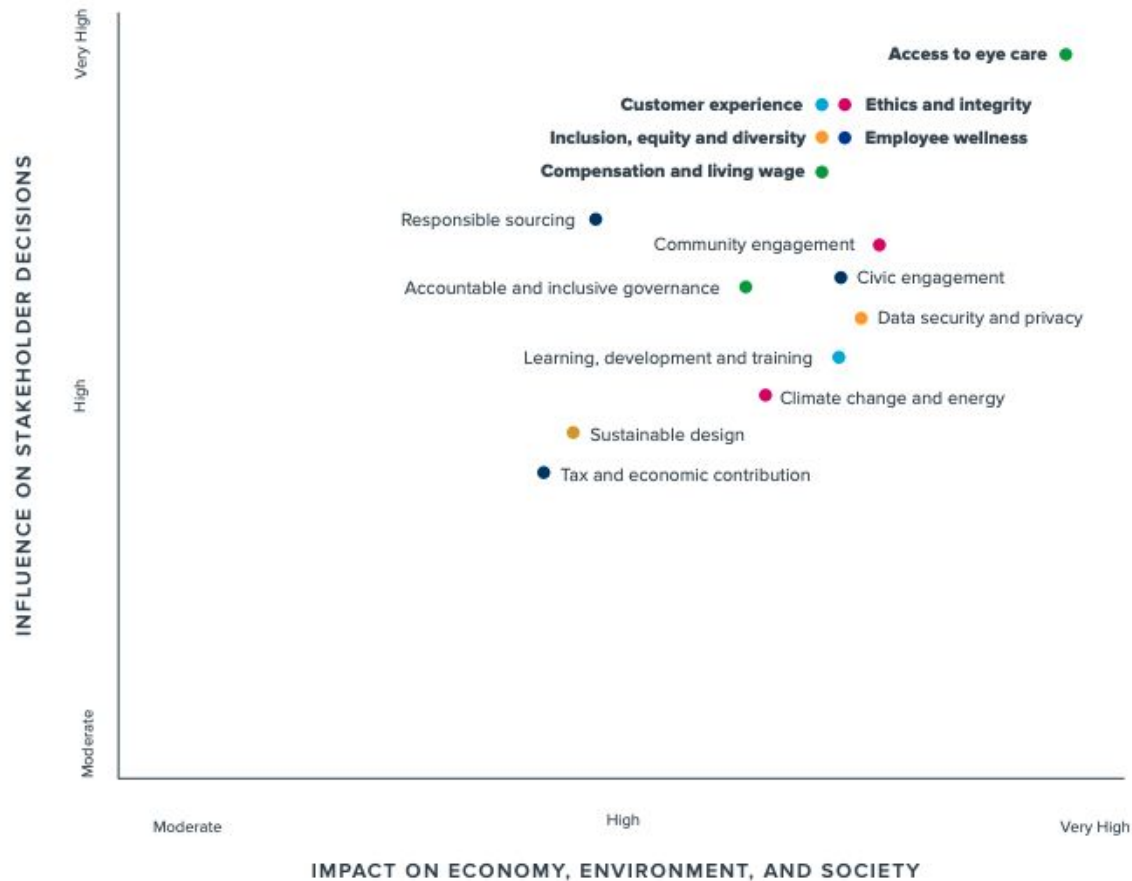 Very High
Access to eye care
Customer experience
Ethics and integrity
Inclusion, equity and diversity
Employee wellness
Compensation and living wage
Responsible sourcing
Community engagement
Civic engagement
Accountable and inclusive governance
Data security and privacy
Learning, development and training
High
Climate change and energy
Sustainable design
Tax and economic contribution
INFLUENCE ON STAKEHOLDER DECISIONS
Moderate
Moderate
High
Very High
IMPACT ON ECONOMY, ENVIRONMENT, AND SOCIETY